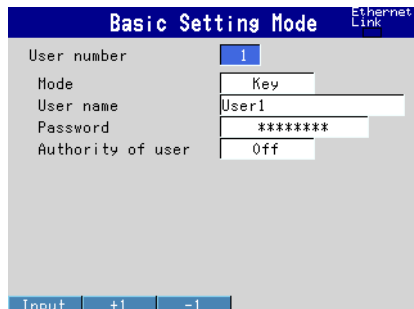 Basic Setting Mode
Ethernet
Link
User number 1
Mode Key
User name User1
Password ********
Authority of user Off
Input +1 -1